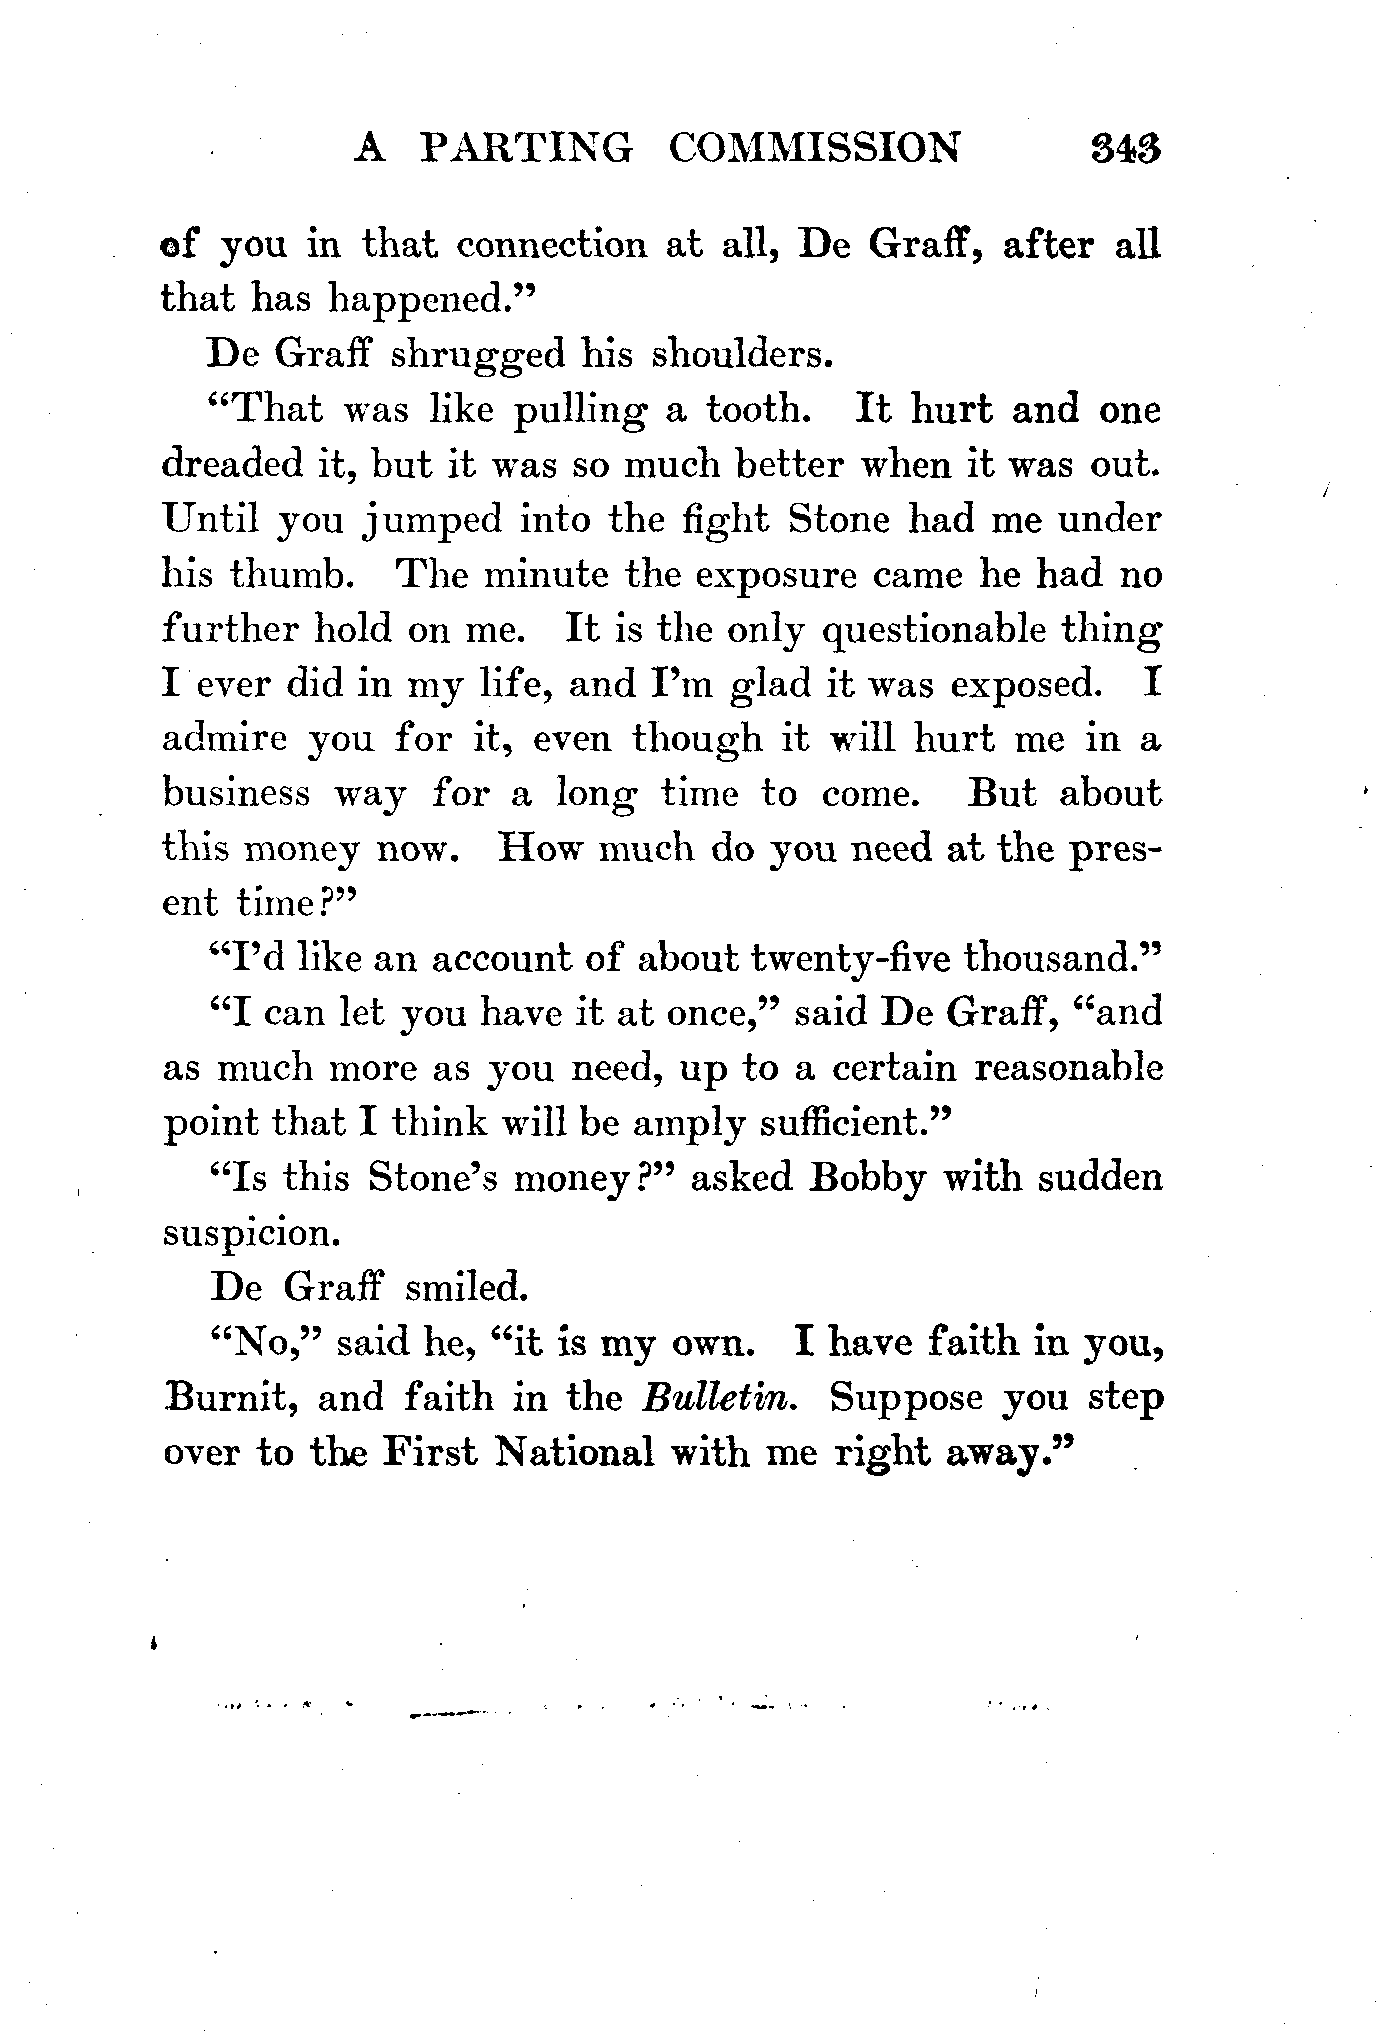 A PARTING COMMISSION 343
of you in that connection at all, De Graff, after all
that has happened."
De Graff shrugged his shoulders.
"That was like pulling a tooth. It hurt and one
dreaded it, but it was so much better when it was out.
Until you jumped into the fight Stone had me under
his thumb. The minute the exposure came he had no
further hold on me. It is the only questionable thing
I ever did in my life, and I'm glad it was exposed. I
admire you for it, even though it will hurt me in a
business way for a long time to come. But about
this money now. How much do you need at the pres-
ent time?"
"I'd like an account of about twenty-five thousand."
"I can let you have it at once," said De Graff, "and
as much more as you need, up to a certain reasonable
point that I think will be amply sufficient."
"Is this Stone's money?" asked Bobby with sudden
suspicion.
De Graff smiled.
"No," said he, "it is my own. I have faith in you,
Burnit, and faith in the Bulletin. Suppose you step
over to the First National with me right away."